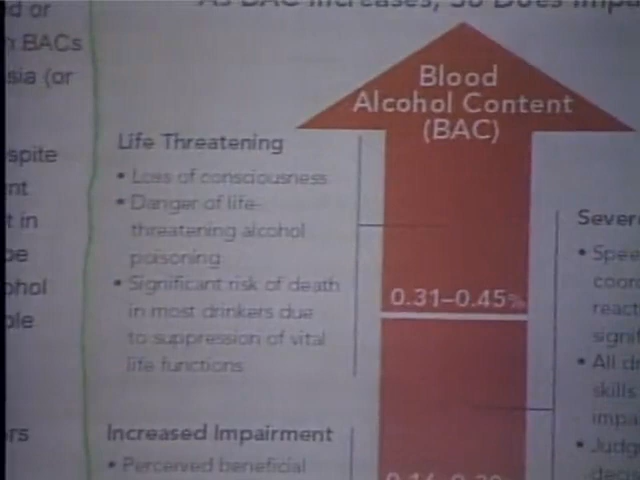 As BAC Increases, So Does Impa
d or
n BACs
sia (or
spite
nt
t in
be
ohol
ble
rs
Blood
Alcohol Content
(BAC)
Life Threatening
• Loss of consciousness
• Danger of life-
threatening alcohol
poisoning
• Significant risk of death
in most drinkers due
to suppression of vital
life functions
0.31–0.45%
Increased Impairment
• Perceived beneficial
Severe
• Spee
coord
react
signif
• All dr
skills
impa
• Judg